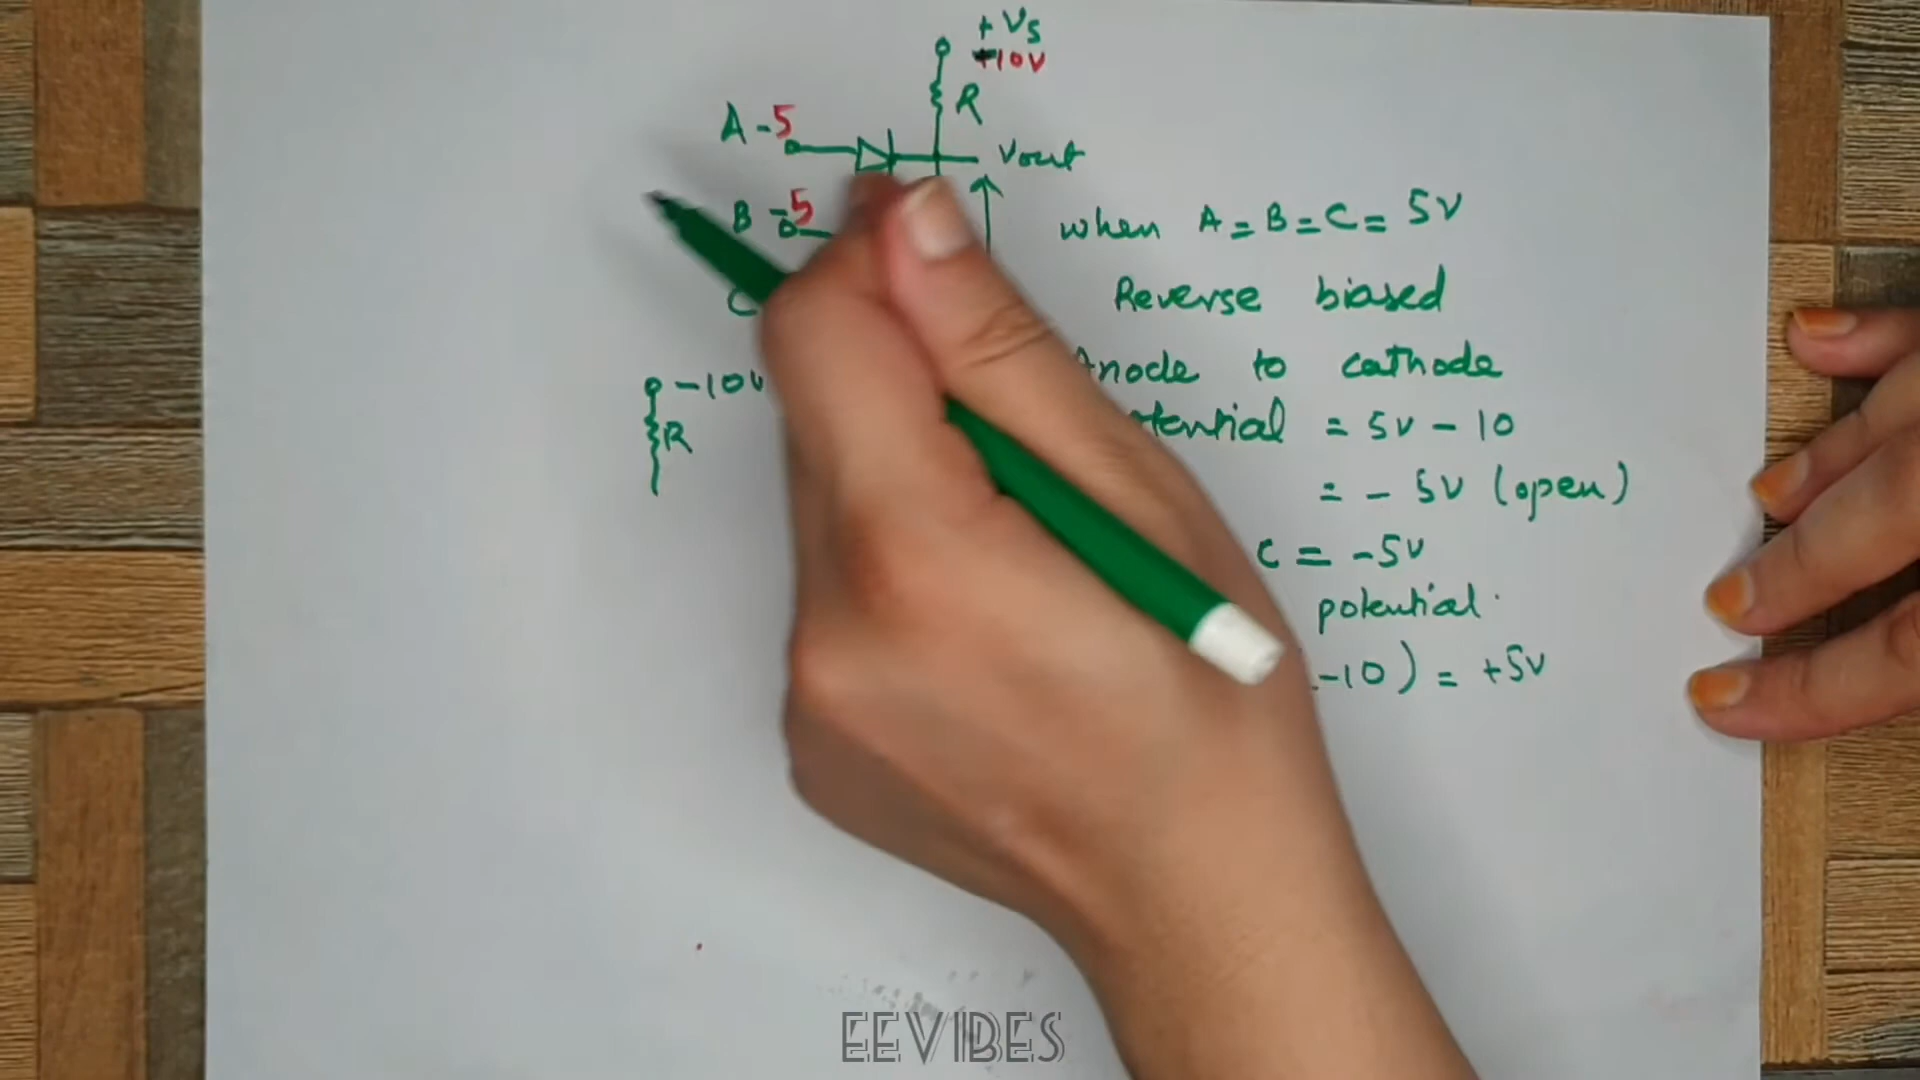 +Vs
+10V
R
A -5
Vout
B -5
C
-10V
R
when A = B = C = 5V
Reverse biased
Anode to cathode
= 5V - 10
= - 5V (open)
C = -5V
potential.
-10) = +5V
EEVIBES